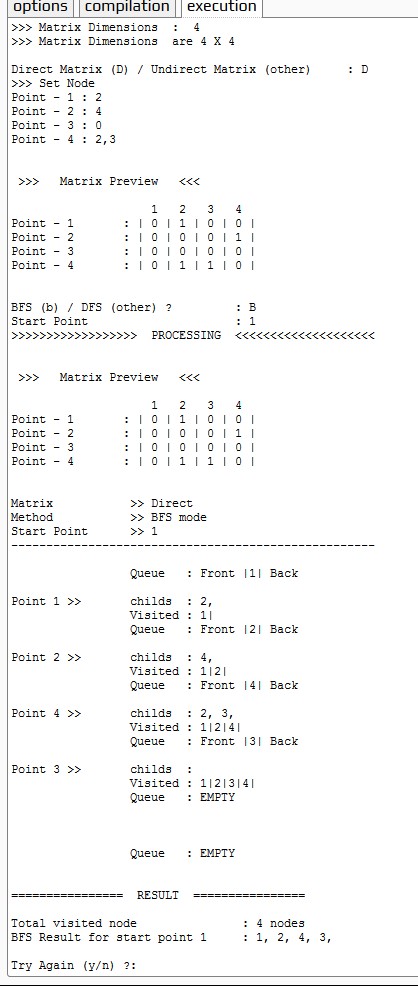 options compilation execution
>>> Matrix Dimensions  :  4
>>> Matrix Dimensions  are 4 X 4
Direct Matrix (D) / Undirect Matrix (other)     : D
>>> Set Node
Point - 1 : 2
Point - 2 : 4
Point - 3 : 0
Point - 4 : 2,3
>>>   Matrix Preview   <<<
1   2   3   4
Point - 1       : | 0 | 1 | 0 | 0 |
Point - 2       : | 0 | 0 | 0 | 1 |
Point - 3       : | 0 | 0 | 0 | 0 |
Point - 4       : | 0 | 1 | 1 | 0 |
BFS (b) / DFS (other) ?         : B
Start Point                     : 1
>>>>>>>>>>>>>>>>>>  PROCESSING  <<<<<<<<<<<<<<<<<<<<
>>>   Matrix Preview   <<<
1   2   3   4
Point - 1       : | 0 | 1 | 0 | 0 |
Point - 2       : | 0 | 0 | 0 | 1 |
Point - 3       : | 0 | 0 | 0 | 0 |
Point - 4       : | 0 | 1 | 1 | 0 |
Matrix           >> Direct
Method           >> BFS mode
Start Point      >> 1
----------------------------------------------------
Queue   : Front |1| Back
Point 1 >>       childs  : 2,
Visited : 1|
Queue   : Front |2| Back
Point 2 >>       childs  : 4,
Visited : 1|2|
Queue   : Front |4| Back
Point 4 >>       childs  : 2, 3,
Visited : 1|2|4|
Queue   : Front |3| Back
Point 3 >>       childs  :
Visited : 1|2|3|4|
Queue   : EMPTY
Queue   : EMPTY
================  RESULT  ================
Total visited node               : 4 nodes
BFS Result for start point 1     : 1, 2, 4, 3,
Try Again (y/n) ?: